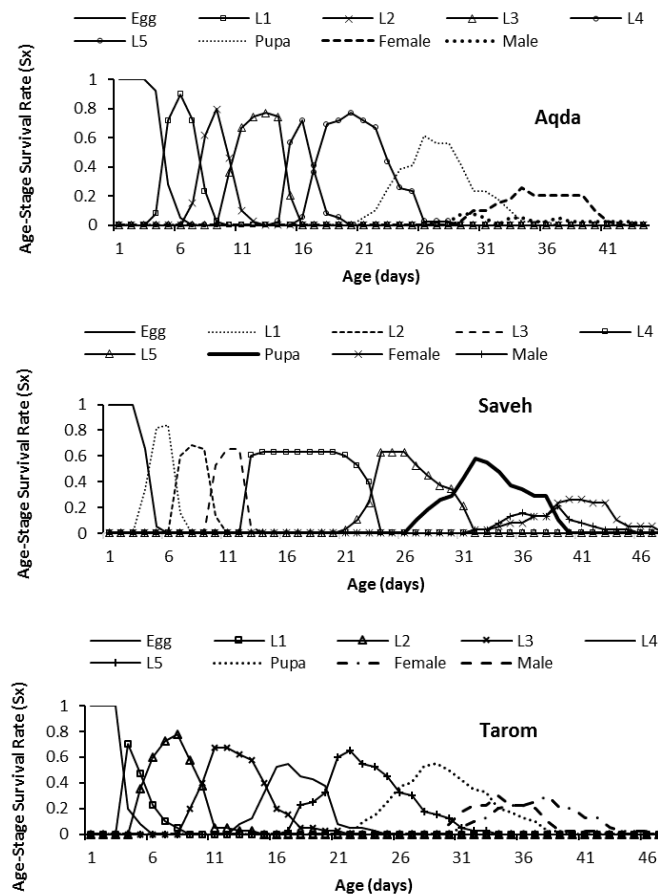 Egg L1 L2 L3 L4
L5 Pupa Female Male
Age-Stage Survival Rate (Sx)
1
0.8
0.6
0.4
0.2
0
Aqda
1 6 11 16 21 26 31 36 41
Age (days)
Egg L1 L2 L3 L4
L5 Pupa Female Male
Age-Stage Survival Rate (Sx)
1
0.8
0.6
0.4
0.2
0
Saveh
1 6 11 16 21 26 31 36 41 46
Age (days)
Egg L1 L2 L3 L4
L5 Pupa Female Male
Age-Stage Survival Rate (Sx)
1
0.8
0.6
0.4
0.2
0
Tarom
1 6 11 16 21 26 31 36 41 46
Age (days)